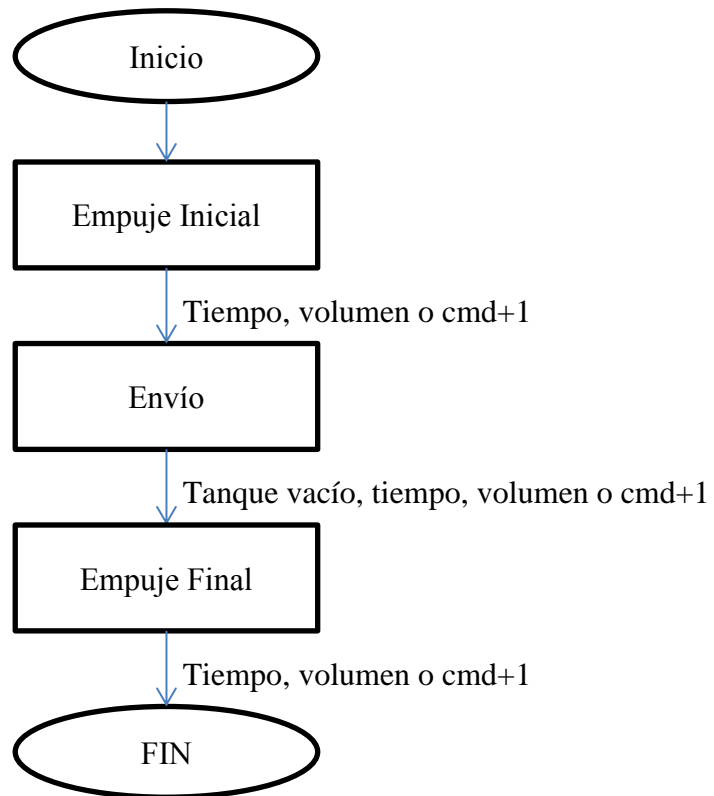 Inicio
Empuje Inicial
Tiempo, volumen o cmd+1
Envío
Tanque vacío, tiempo, volumen o cmd+1
Empuje Final
Tiempo, volumen o cmd+1
FIN